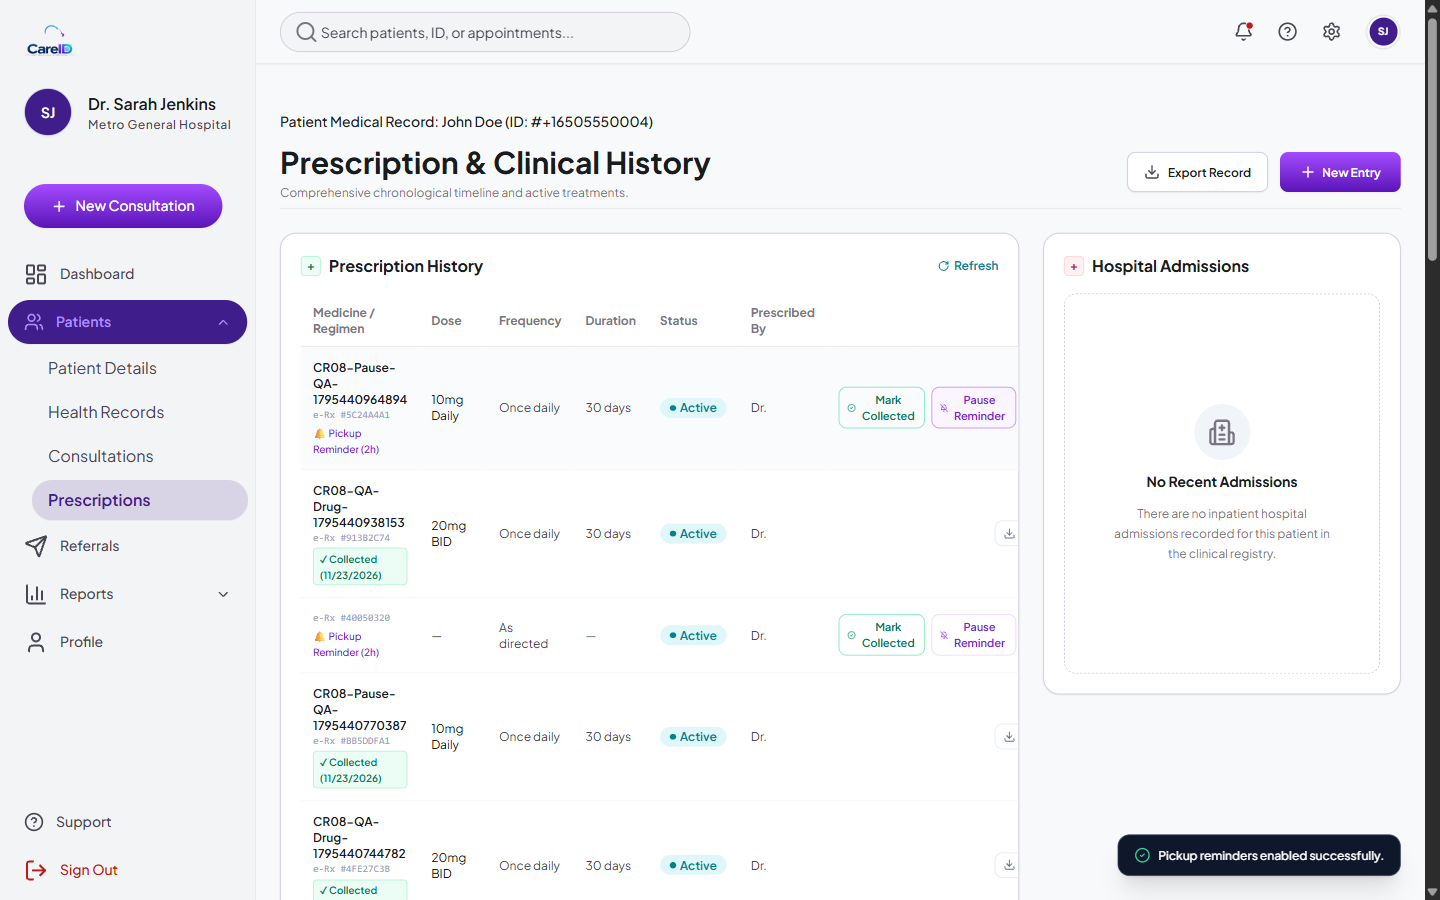 CareID
Search patients, ID, or appointments...
SJ
SJ
Dr. Sarah Jenkins
Metro General Hospital
New Consultation
Dashboard
Patients
Patient Details
Health Records
Consultations
Prescriptions
Referrals
Reports
Profile
Support
Sign Out
Patient Medical Record: John Doe (ID: #+16505550004)
Prescription & Clinical History
Comprehensive chronological timeline and active treatments.
Export Record
New Entry
Prescription History
Refresh
Medicine /
Regimen
Dose
Frequency
Duration
Status
Prescribed
By
CR08-Pause-
QA-
1795440964894
e-Rx #5C24A4A1
Pickup
Reminder (2h)
10mg
Daily
Once daily
30 days
Active
Dr.
Mark
Collected
Pause
Reminder
CR08-QA-
Drug-
1795440938153
e-Rx #913B2C74
✓ Collected
(11/23/2026)
20mg
BID
Once daily
30 days
Active
Dr.
e-Rx #40050320
Pickup
Reminder (2h)
—
As
directed
—
Active
Dr.
Mark
Collected
Pause
Reminder
CR08-Pause-
QA-
1795440770387
e-Rx #BB5DDFA1
✓ Collected
(11/23/2026)
10mg
Daily
Once daily
30 days
Active
Dr.
CR08-QA-
Drug-
1795440744782
e-Rx #4FE27C3B
✓ Collected
20mg
BID
Once daily
30 days
Active
Dr.
Hospital Admissions
No Recent Admissions
There are no inpatient hospital
admissions recorded for this patient in
the clinical registry.
Pickup reminders enabled successfully.